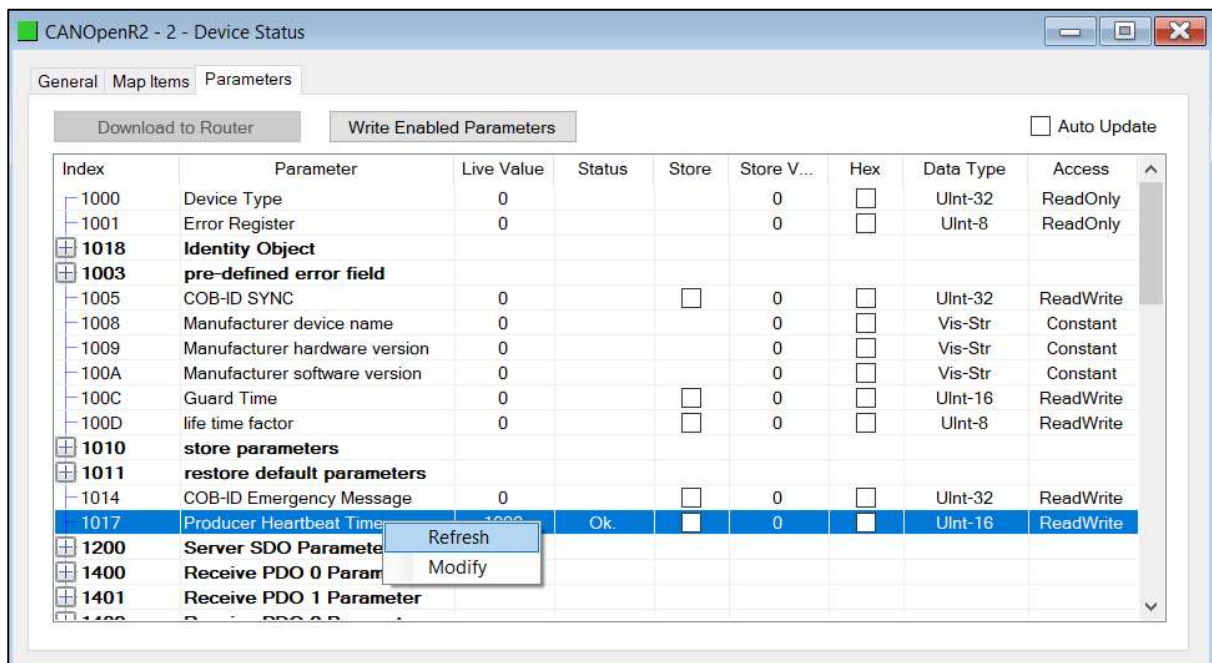 CANOpenR2 - 2 - Device Status
General Map Items Parameters
Download to Router Write Enabled Parameters Auto Update
Index Parameter Live Value Status Store Store V... Hex Data Type Access
1000 Device Type 0 0 UInt-32 ReadOnly
1001 Error Register 0 0 UInt-8 ReadOnly
1018 Identity Object
1003 pre-defined error field
1005 COB-ID SYNC 0 0 UInt-32 ReadWrite
1008 Manufacturer device name 0 0 Vis-Str Constant
1009 Manufacturer hardware version 0 0 Vis-Str Constant
100A Manufacturer software version 0 0 Vis-Str Constant
100C Guard Time 0 0 UInt-16 ReadWrite
100D life time factor 0 0 UInt-8 ReadWrite
1010 store parameters
1011 restore default parameters
1014 COB-ID Emergency Message 0 0 UInt-32 ReadWrite
1017 Producer Heartbeat Time Ok. 0 UInt-16 ReadWrite
Refresh
1200 Server SDO Paramete
Modify
1400 Receive PDO 0 Param
1401 Receive PDO 1 Parameter